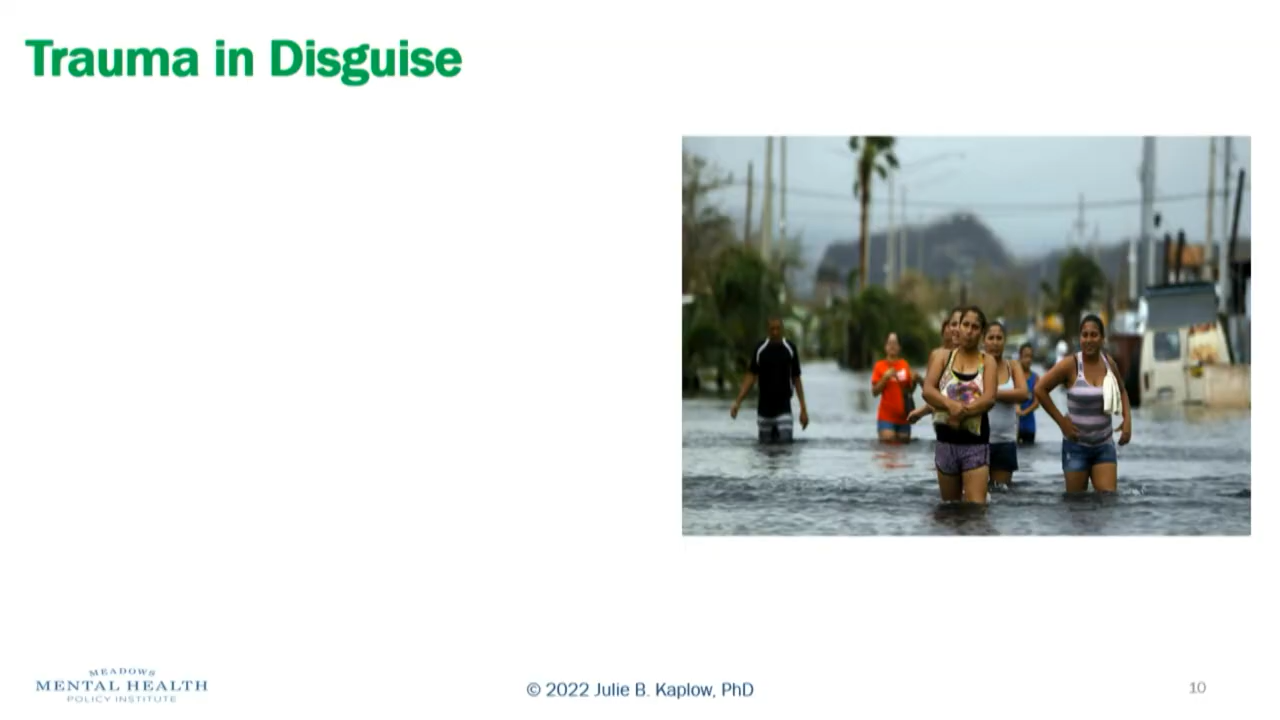 Trauma in Disguise
MEADOWS
MENTAL HEALTH
POLICY INSTITUTE
© 2022 Julie B. Kaplow, PhD
10